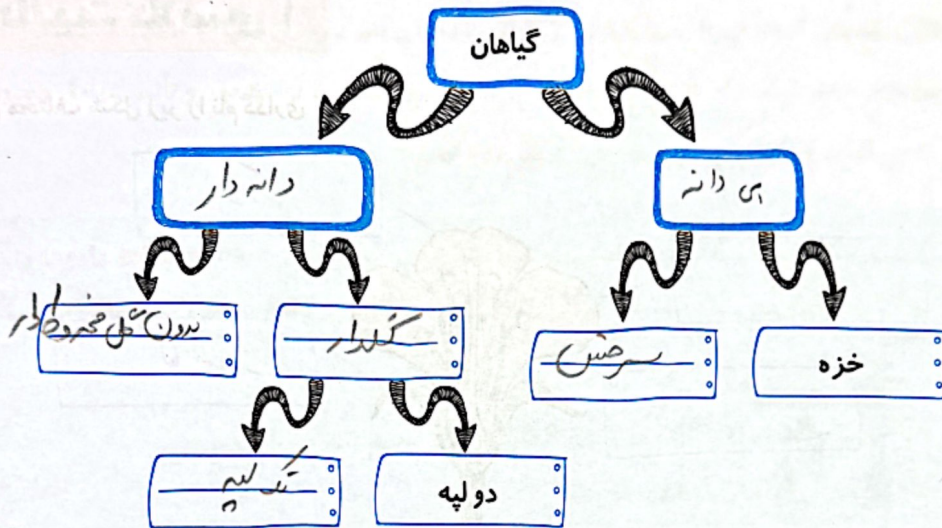 گیاهان
بی دانه
دانه دار
خزه
سرخس
گلدار
بدون گل مخروط دار
دو لپه
تک لپه